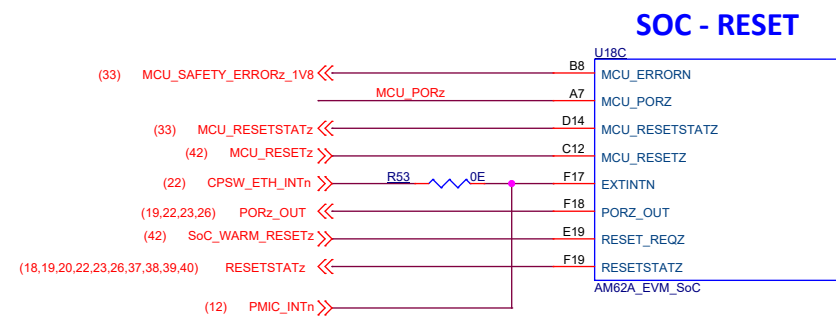 SOC - RESET
U18C
(33) MCU_SAFETY_ERRORz_1V8 B8 MCU_ERRORN
MCU_PORz A7 MCU_PORZ
(33) MCU_RESETSTATz D14 MCU_RESETSTATZ
(42) MCU_RESETz C12 MCU_RESETZ
(22) CPSW_ETH_INTn R53 0E F17 EXTINTN
(19,22,23,26) PORz_OUT F18 PORZ_OUT
(42) SoC_WARM_RESETz E19 RESET_REQZ
(18,19,20,22,23,26,37,38,39,40) RESETSTATz F19 RESETSTATZ
AM62A_EVM_SoC
(12) PMIC_INTn